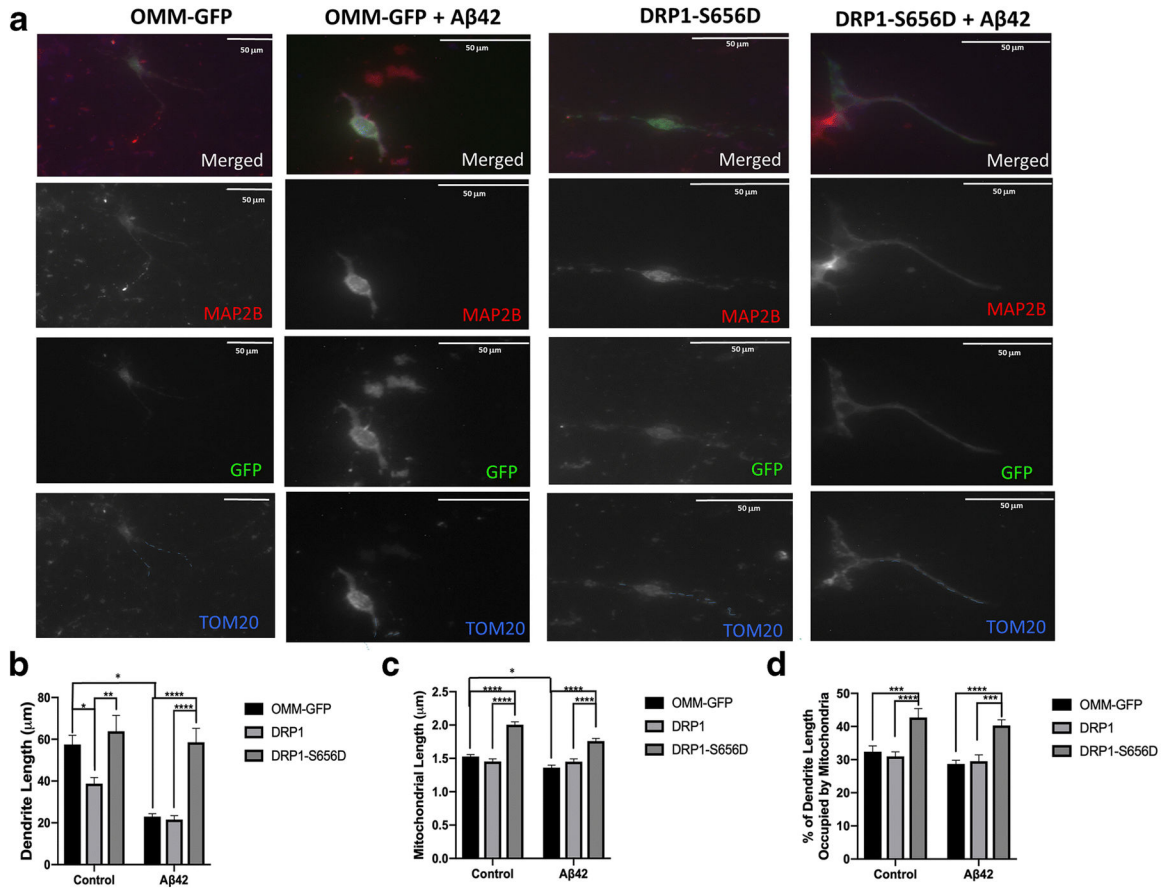 a
OMM-GFP
OMM-GFP + Aβ42
DRP1-S656D
DRP1-S656D + Aβ42
50 µm
50 µm
50 µm
50 µm
Merged
Merged
Merged
Merged
50 µm
50 µm
50 µm
50 µm
MAP2B
MAP2B
MAP2B
MAP2B
50 µm
50 µm
50 µm
50 µm
GFP
GFP
GFP
GFP
50 µm
50 µm
TOM20
TOM20
TOM20
TOM20
b
Dendrite Length (µm)
80
60
40
20
0
*
*
**
****
****
Control
Aβ42
OMM-GFP
DRP1
DRP1-S656D
c
Mitochondrial Length (µm)
2.5
2.0
1.5
1.0
0.5
0.0
*
****
****
****
****
Control
Aβ42
OMM-GFP
DRP1
DRP1-S656D
d
% of Dendrite Length
Occupied by Mitochondria
50
40
30
20
10
0
***
****
****
***
Control
Aβ42
OMM-GFP
DRP1
DRP1-S656D